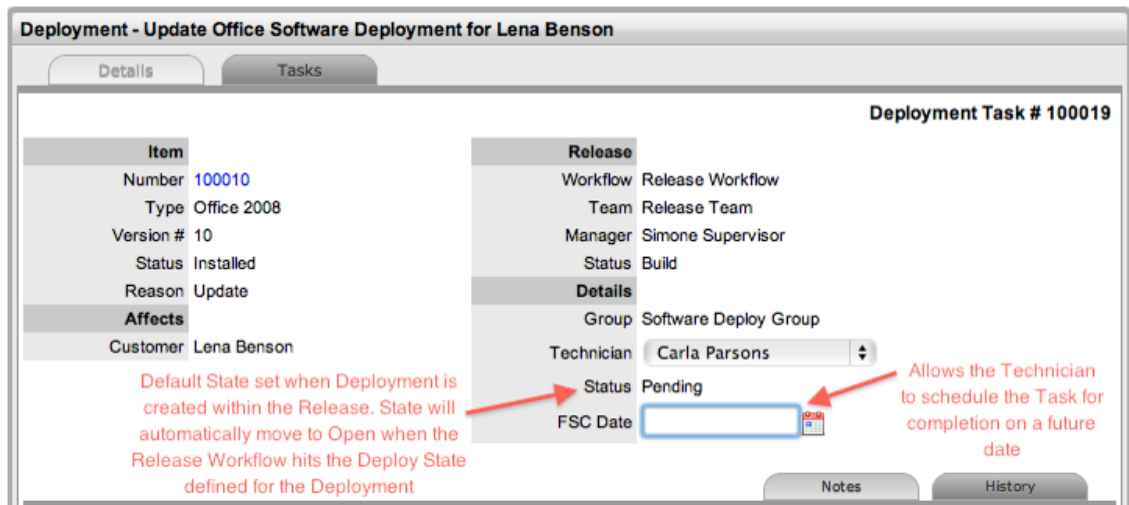 Deployment - Update Office Software Deployment for Lena Benson
Details
Tasks
Deployment Task # 100019
Item
Number 100010
Type Office 2008
Version # 10
Status Installed
Reason Update
Affects
Customer Lena Benson
Default State set when Deployment is
created within the Release. State will
automatically move to Open when the
Release Workflow hits the Deploy State
defined for the Deployment
Release
Workflow Release Workflow
Team Release Team
Manager Simone Supervisor
Status Build
Details
Group Software Deploy Group
Technician Carla Parsons
Status Pending
FSC Date
Allows the Technician
to schedule the Task for
completion on a future
date
Notes
History